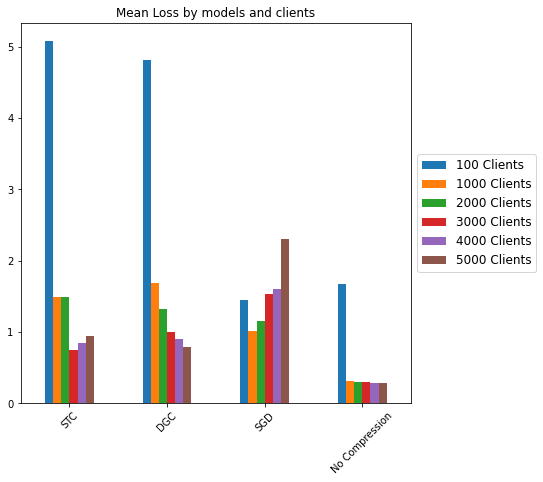 Mean Loss by models and clients
5
4
3
2
1
0
STC
DGC
SGD
No Compression
100 Clients
1000 Clients
2000 Clients
3000 Clients
4000 Clients
5000 Clients